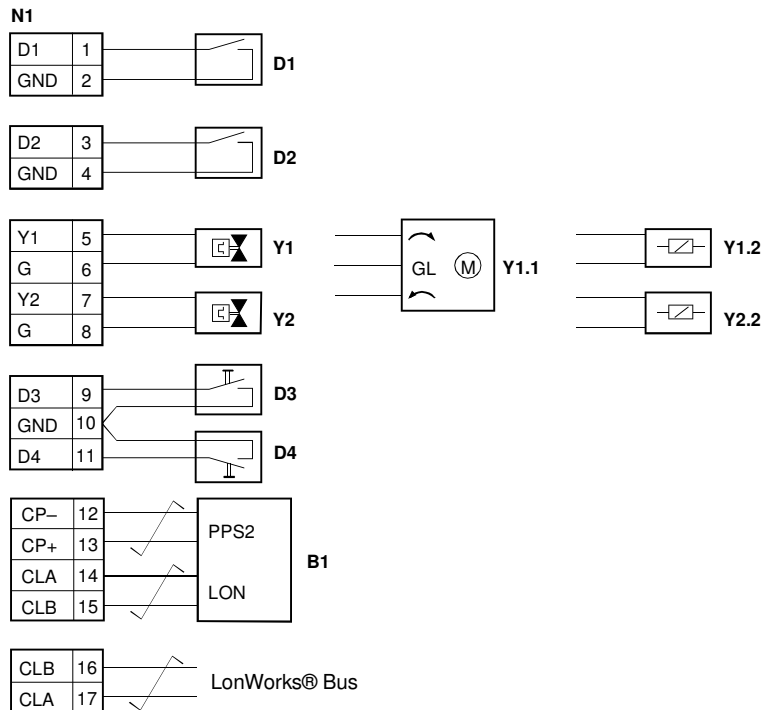 N1
D1 1
GND 2
D1
D2 3
GND 4
D2
Y1 5
G 6
Y2 7
G 8
Y1
Y2
GL M
Y1.1
Y1.2
Y2.2
D3 9
GND 10
D4 11
D3
D4
CP– 12
CP+ 13
CLA 14
CLB 15
PPS2
LON
B1
CLB 16
CLA 17
LonWorks® Bus